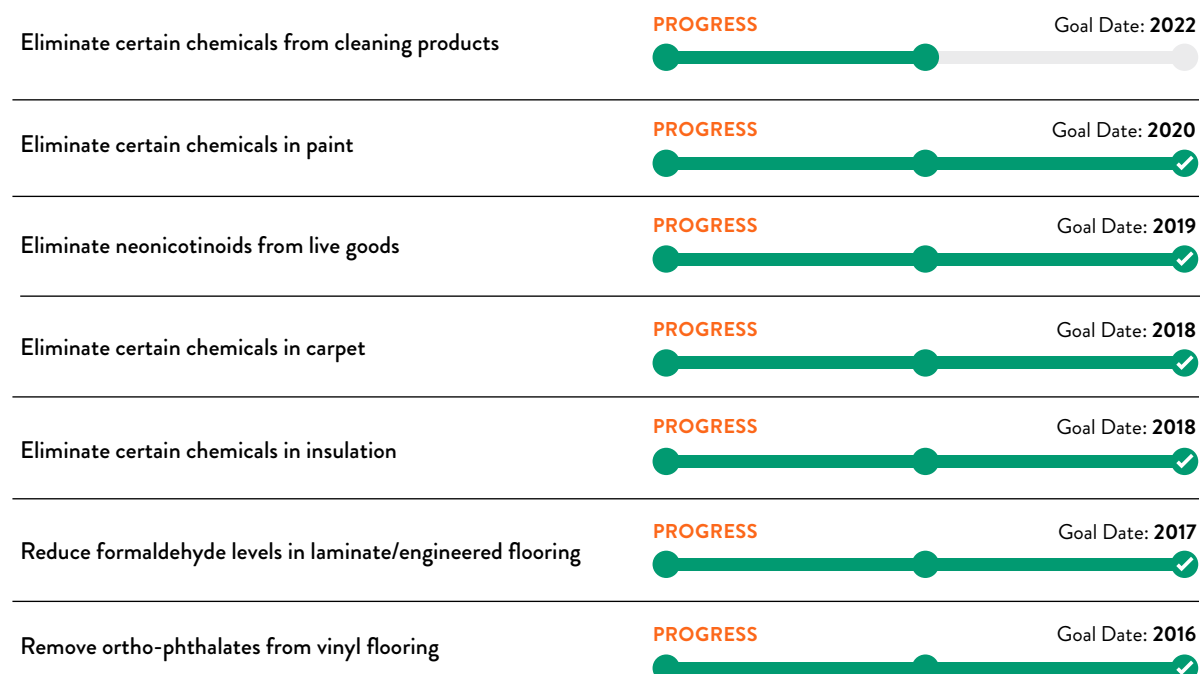 PROGRESS Goal Date: 2022
Eliminate certain chemicals from cleaning products
PROGRESS Goal Date: 2020
Eliminate certain chemicals in paint
PROGRESS Goal Date: 2019
Eliminate neonicotinoids from live goods
PROGRESS Goal Date: 2018
Eliminate certain chemicals in carpet
PROGRESS Goal Date: 2018
Eliminate certain chemicals in insulation
PROGRESS Goal Date: 2017
Reduce formaldehyde levels in laminate/engineered flooring
PROGRESS Goal Date: 2016
Remove ortho-phthalates from vinyl flooring